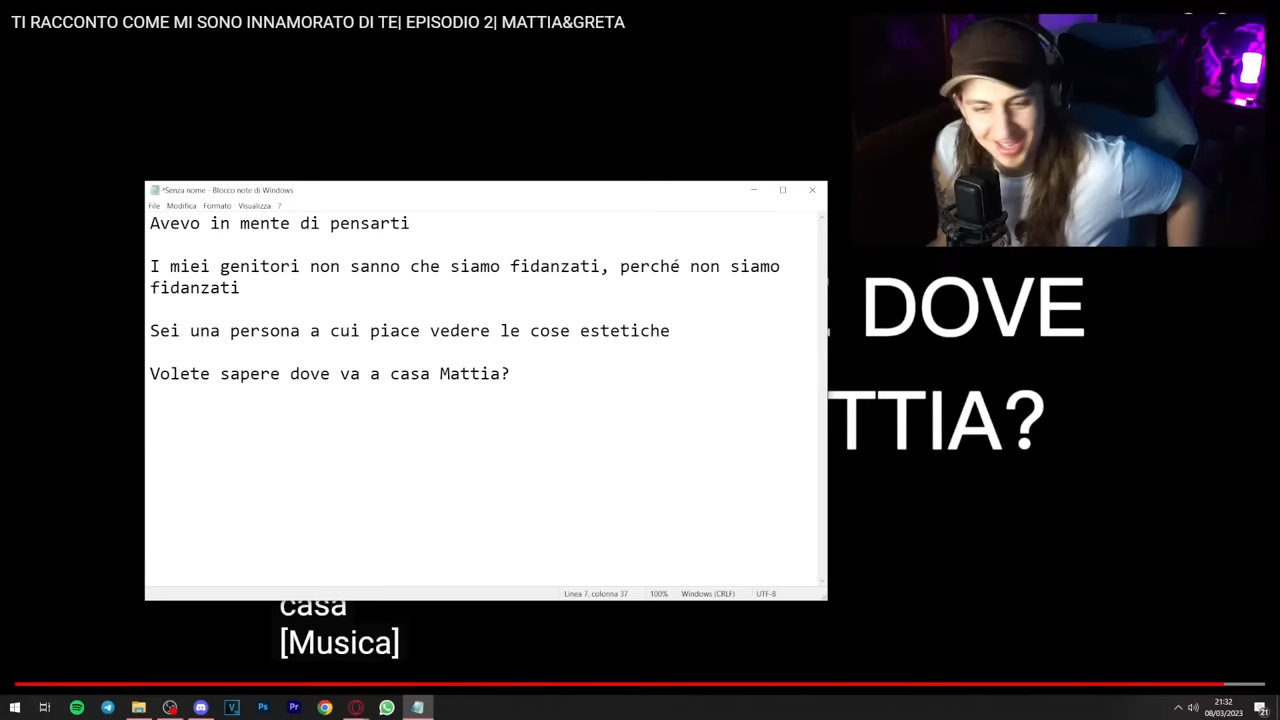 TI RACCONTO COME MI SONO INNAMORATO DI TE| EPISODIO 2| MATTIA&GRETA
*Senza nome - Blocco note di Windows
File Modifica Formato Visualizza ?
Avevo in mente di pensarti
I miei genitori non sanno che siamo fidanzati, perché non siamo
fidanzati
Sei una persona a cui piace vedere le cose estetiche
Volete sapere dove va a casa Mattia?
DOVE
TTIA?
Linea 7, colonna 37 100% Windows (CRLF) UTF-8
casa
[Musica]
21:32
08/03/2023
21